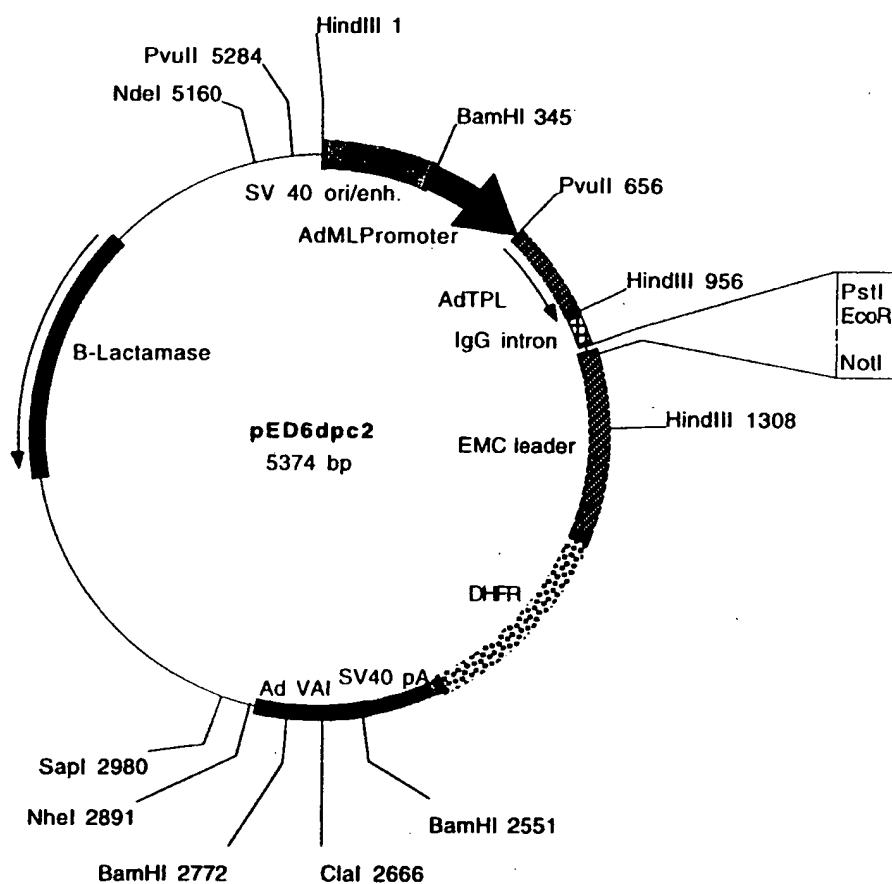 HindIII 1
PvuII 5284
NdeI 5160
BamHI 345
SV 40 ori/enh.
PvuII 656
AdMLPromoter
HindIII 956
AdTPL
PstI
EcoR
IgG intron
B-Lactamase
NotI
pED6dpc2
HindIII 1308
EMC leader
5374 bp
DHFR
Ad VAI
SV40 pA
SapI 2980
NheI 2891
BamHI 2551
BamHI 2772
ClaI 2666